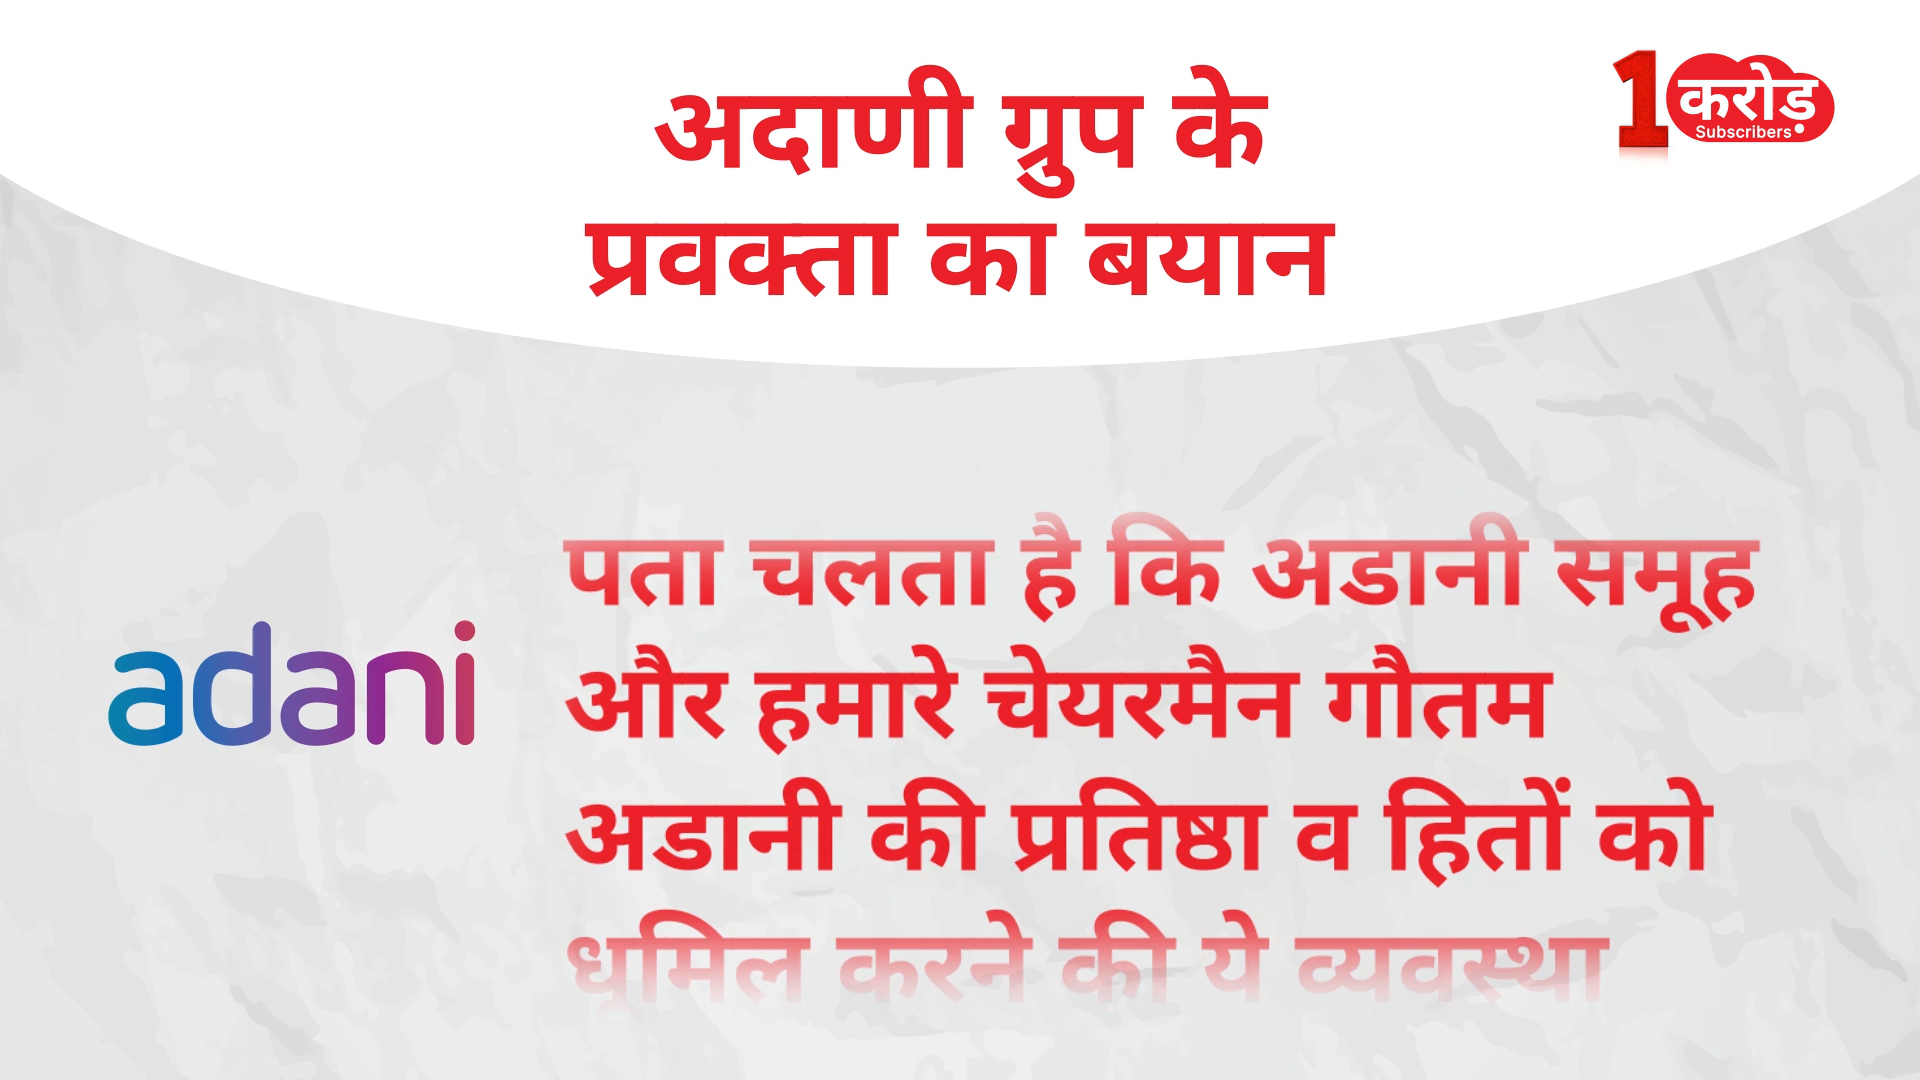 अदाणी ग्रुप के
प्रवक्ता का बयान
1 करोड़
Subscribers
adani
पता चलता है कि अडानी समूह
और हमारे चेयरमैन गौतम
अडानी की प्रतिष्ठा व हितों को
धूमिल करने की ये व्यवस्था